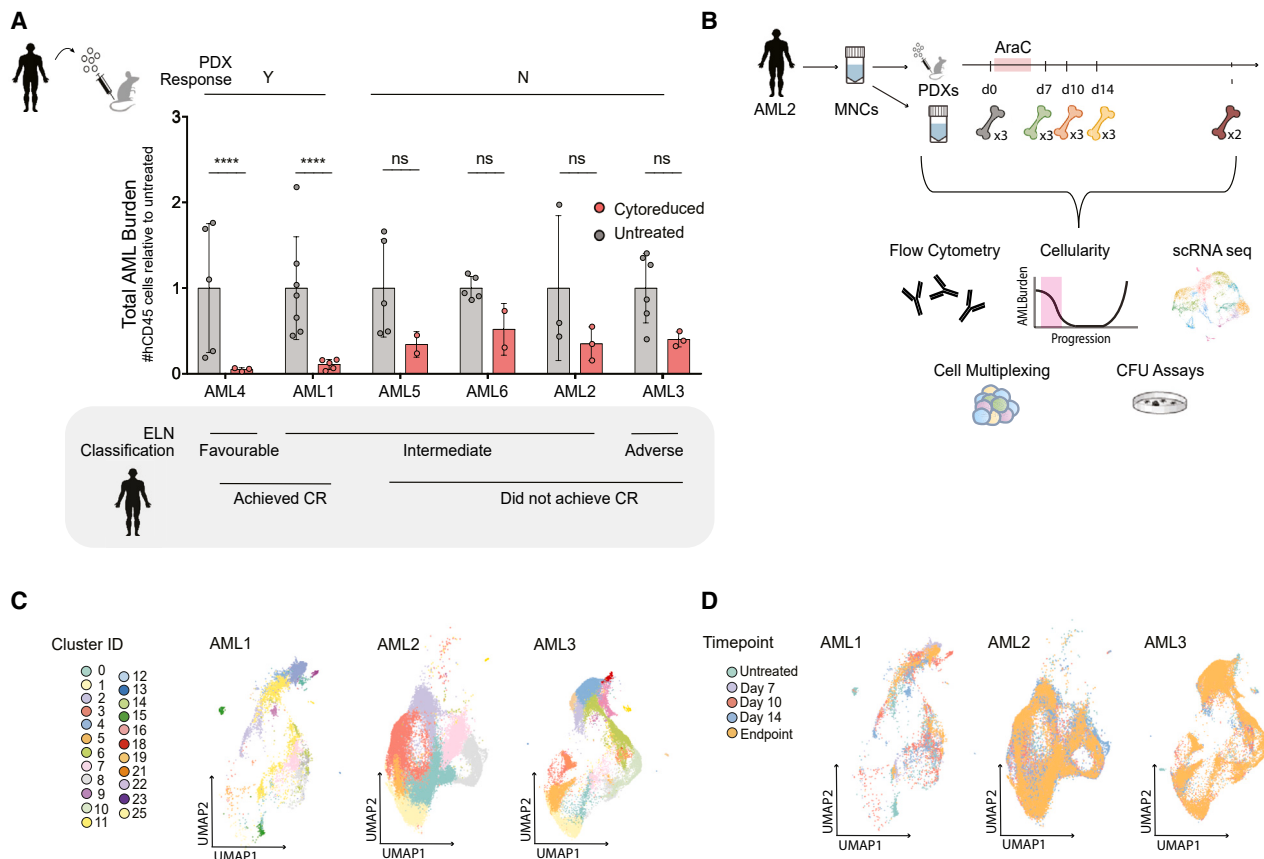 A
PDX
Response
Y
N
Total AML Burden
#hCD45 cells relative to untreated
3
2
1
0
****
****
ns
ns
ns
ns
Cytoreduced
Untreated
AML4
AML1
AML5
AML6
AML2
AML3
ELN
Classification
Favourable
Intermediate
Adverse
Achieved CR
Did not achieve CR
B
AML2
MNCs
PDXs
AraC
d0
d7
d10
d14
x3
x3
x3
x3
x2
Flow Cytometry
Cellularity
scRNA seq
AMLBurden
Progression
Cell Multiplexing
CFU Assays
C
Cluster ID
0
1
2
3
4
5
6
7
8
9
10
11
12
13
14
15
16
18
19
21
22
23
25
AML1
AML2
AML3
UMAP2
UMAP1
UMAP2
UMAP1
UMAP2
UMAP1
D
Timepoint
Untreated
Day 7
Day 10
Day 14
Endpoint
AML1
AML2
AML3
UMAP2
UMAP1
UMAP2
UMAP1
UMAP2
UMAP1